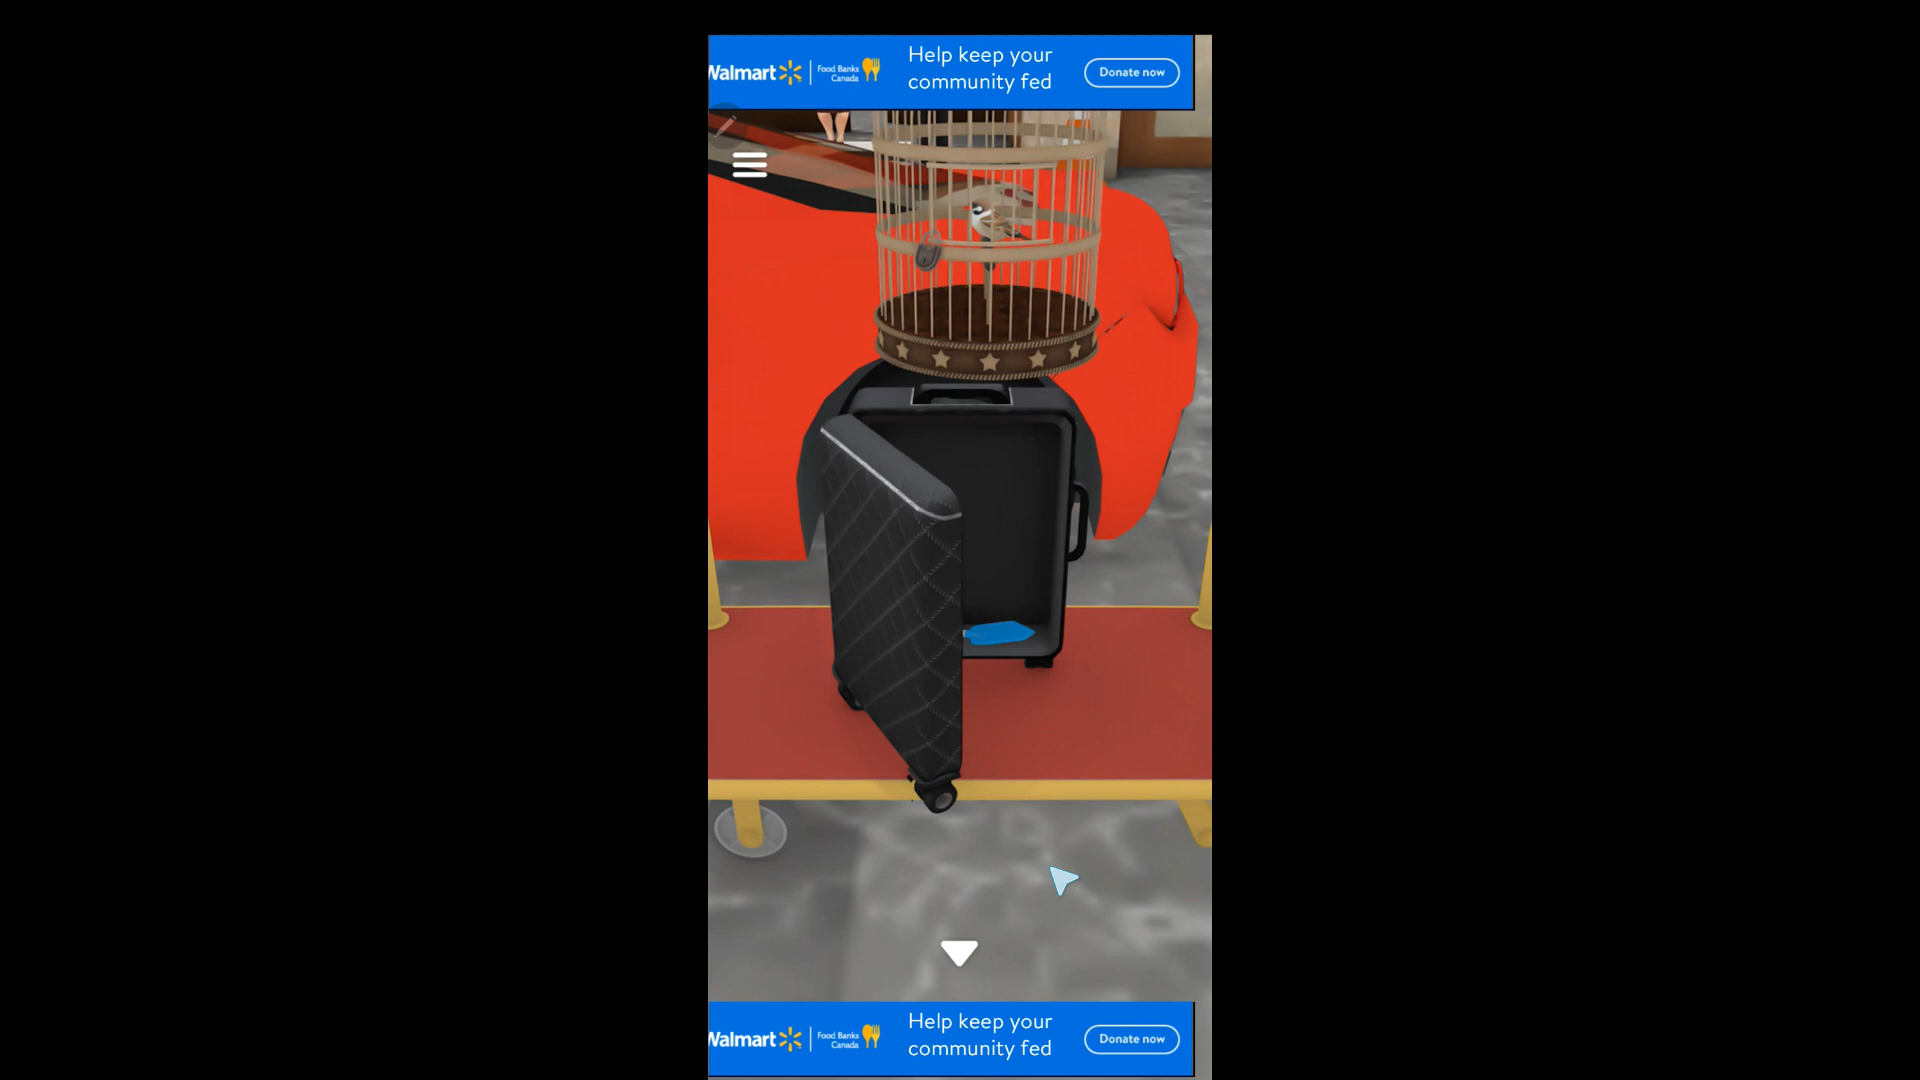 Walmart
Food Banks
Canada
Help keep your
community fed
Donate now
Walmart
Food Banks
Canada
Help keep your
community fed
Donate now